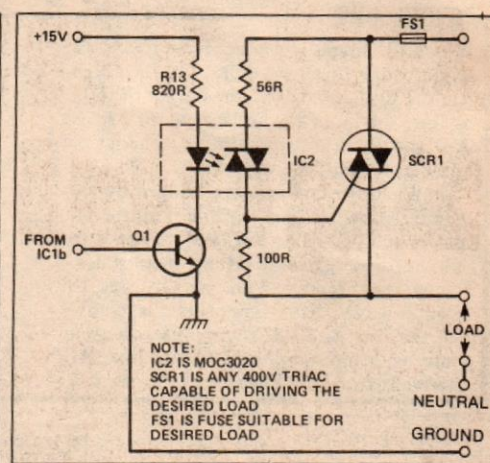 FS1
+15V
R13
820R
56R
IC2
SCR1
FROM
IC1b
Q1
100R
LOAD
NOTE:
IC2 IS MOC3020
SCR1 IS ANY 400V TRIAC
CAPABLE OF DRIVING THE
DESIRED LOAD
FS1 IS FUSE SUITABLE FOR
DESIRED LOAD
NEUTRAL
GROUND